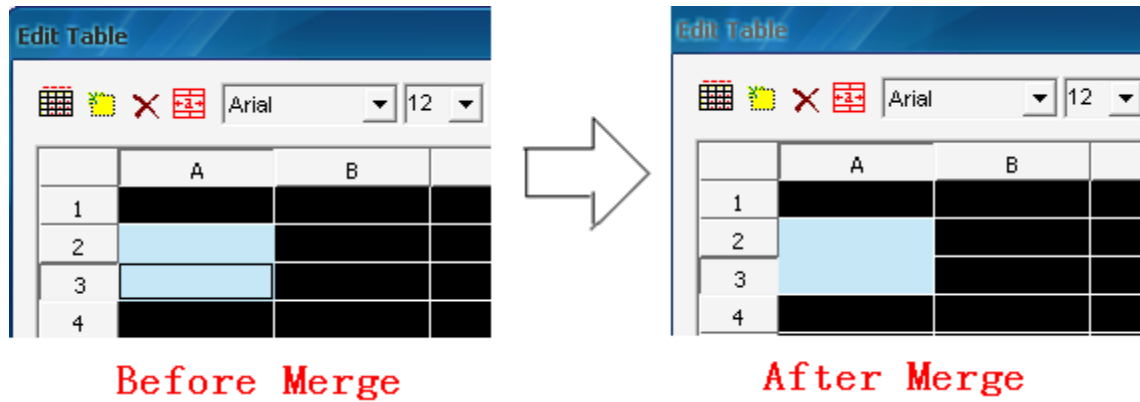 Edit Table
Arial 12
A B
1
2
3
4
Before Merge
Edit Table
Arial 12
A B
1
2
3
4
After Merge